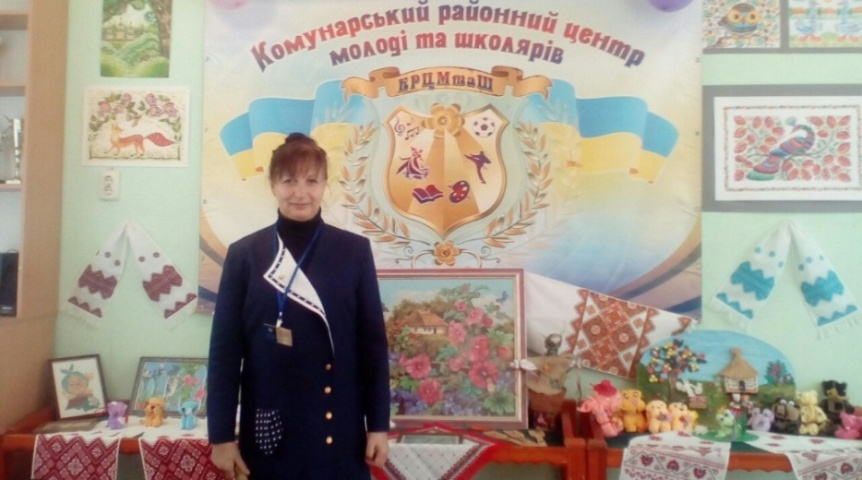 Комунарський районний центр
молоді та школярів
КРЦМтаШ